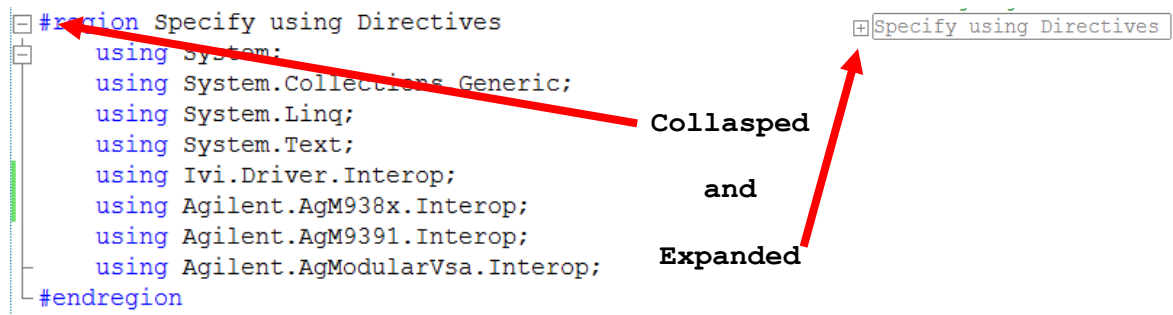 #region Specify using Directives
using System;
using System.Collections.Generic;
using System.Linq;
using System.Text;
using Ivi.Driver.Interop;
using Agilent.AgM938x.Interop;
using Agilent.AgM9391.Interop;
using Agilent.AgModularVsa.Interop;
#endregion
Collasped
and
Expanded
Specify using Directives